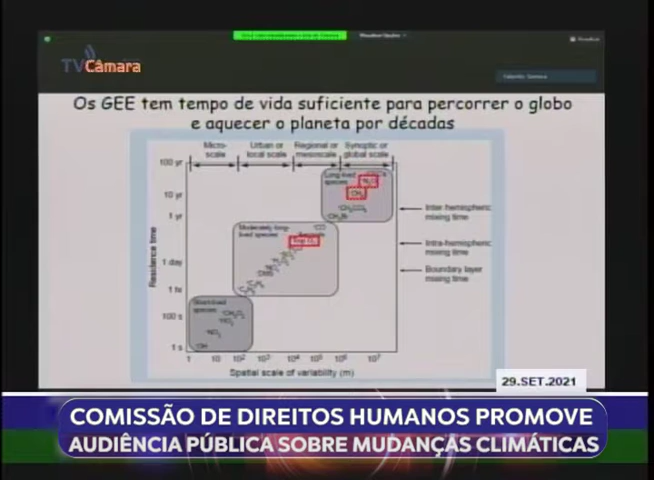 TVCâmara
Os GEE tem tempo de vida suficiente para percorrer o globo
e aquecer o planeta por décadas
Micro-
scale
Urban or
local scale
Regional or
mesoscale
Synoptic or
global scale
100 yr
10 yr
1 yr
1 day
1 hr
100 s
1 s
Residence time
Long-lived
species
Moderately long-
lived species
Short-lived
species
Inter hemispheric
mixing time
Intra-hemispheric
mixing time
Boundary layer
mixing time
1 10 10² 10³ 10⁴ 10⁵ 10⁶ 10⁷
Spatial scale of variability (m)
29.SET.2021
COMISSÃO DE DIREITOS HUMANOS PROMOVE
AUDIÊNCIA PÚBLICA SOBRE MUDANÇAS CLIMÁTICAS